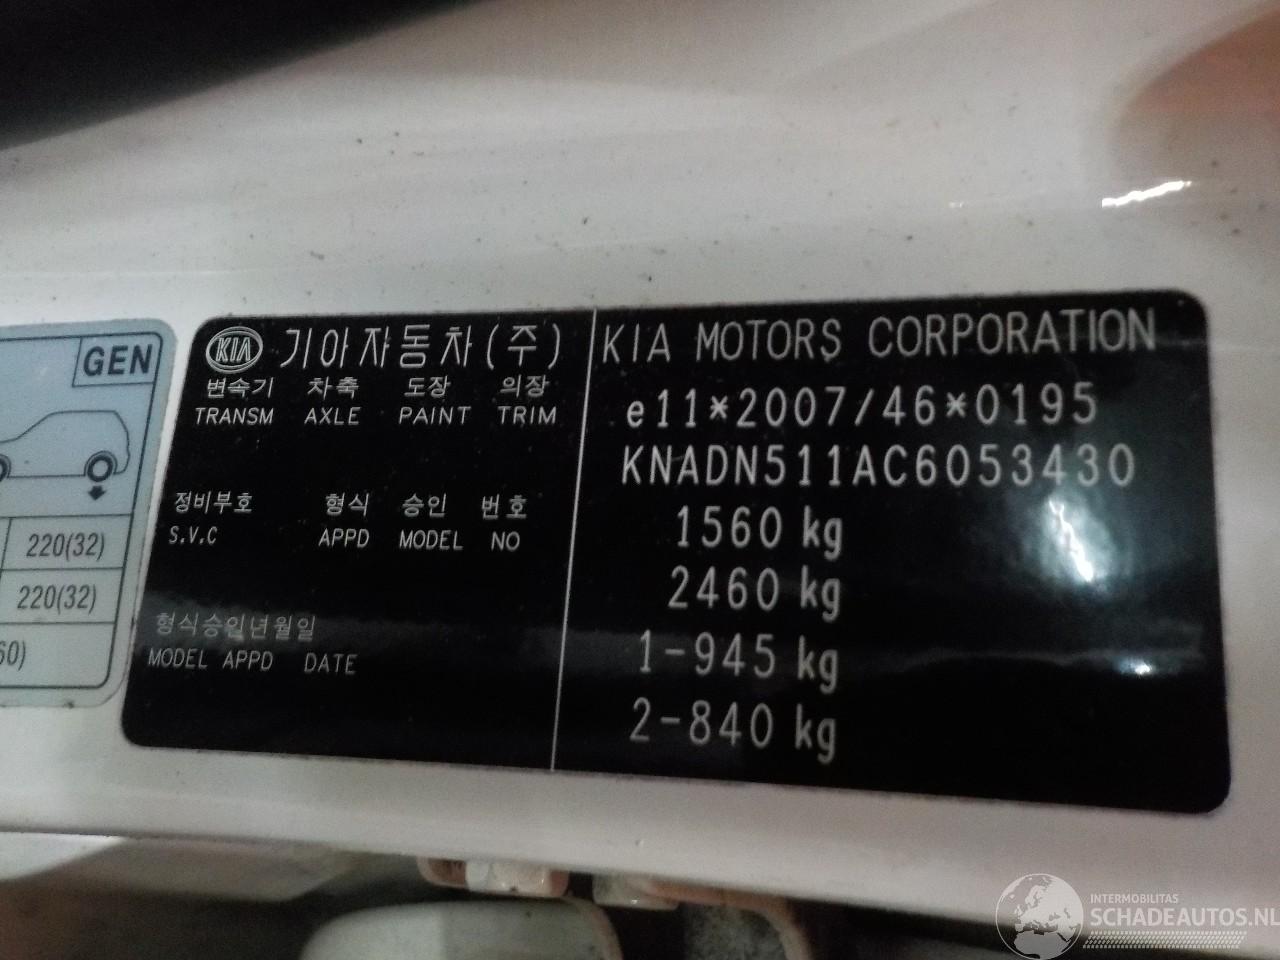 GEN
220(32)
220(32)
60)
KIA 기아자동차(주)
변속기 차축 도장 의장
TRANSM AXLE PAINT TRIM
정비부호 형식 승인 번호
S.V.C APPD MODEL NO
형식승인년월일
MODEL APPD DATE
KIA MOTORS CORPORATION
e11*2007/46*0195
KNADN511AC6053430
1560 kg
2460 kg
1-945 kg
2-840 kg
INTERMOBILITAS
SCHADEAUTOS.NL